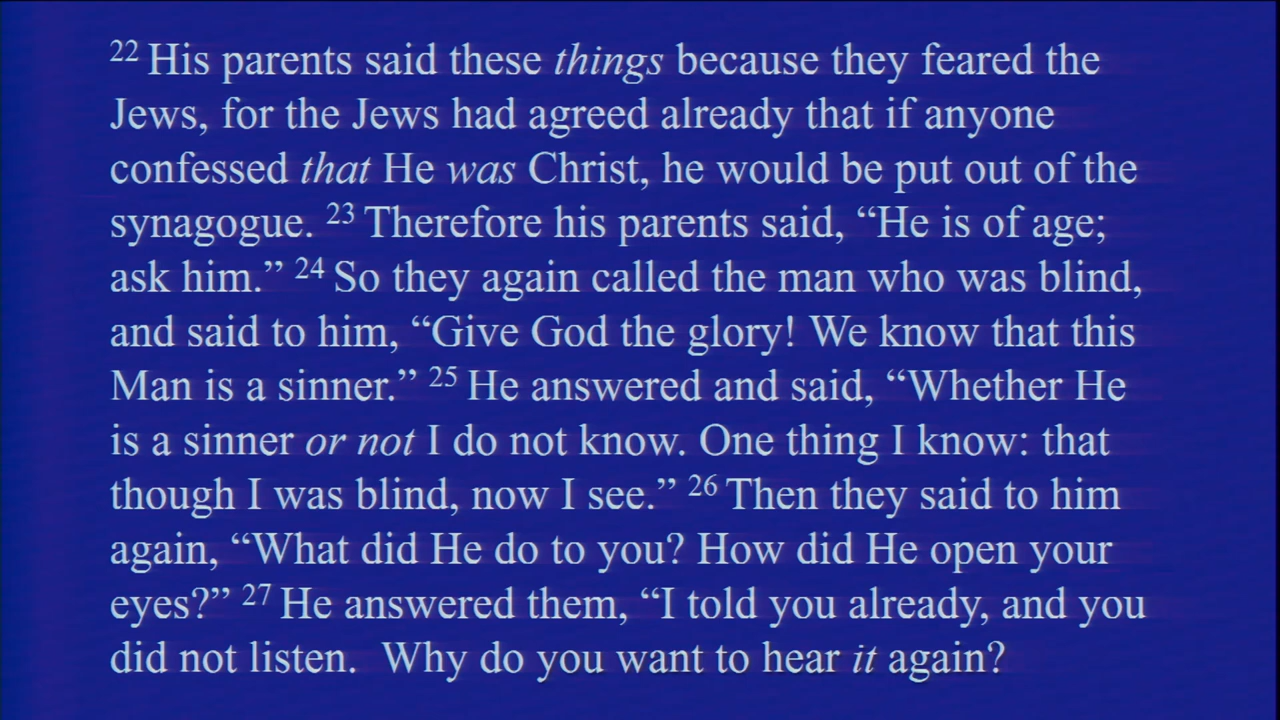 22 His parents said these things because they feared the
Jews, for the Jews had agreed already that if anyone
confessed that He was Christ, he would be put out of the
synagogue. 23 Therefore his parents said, “He is of age;
ask him.” 24 So they again called the man who was blind,
and said to him, “Give God the glory! We know that this
Man is a sinner.” 25 He answered and said, “Whether He
is a sinner or not I do not know. One thing I know: that
though I was blind, now I see.” 26 Then they said to him
again, “What did He do to you? How did He open your
eyes?” 27 He answered them, “I told you already, and you
did not listen.  Why do you want to hear it again?